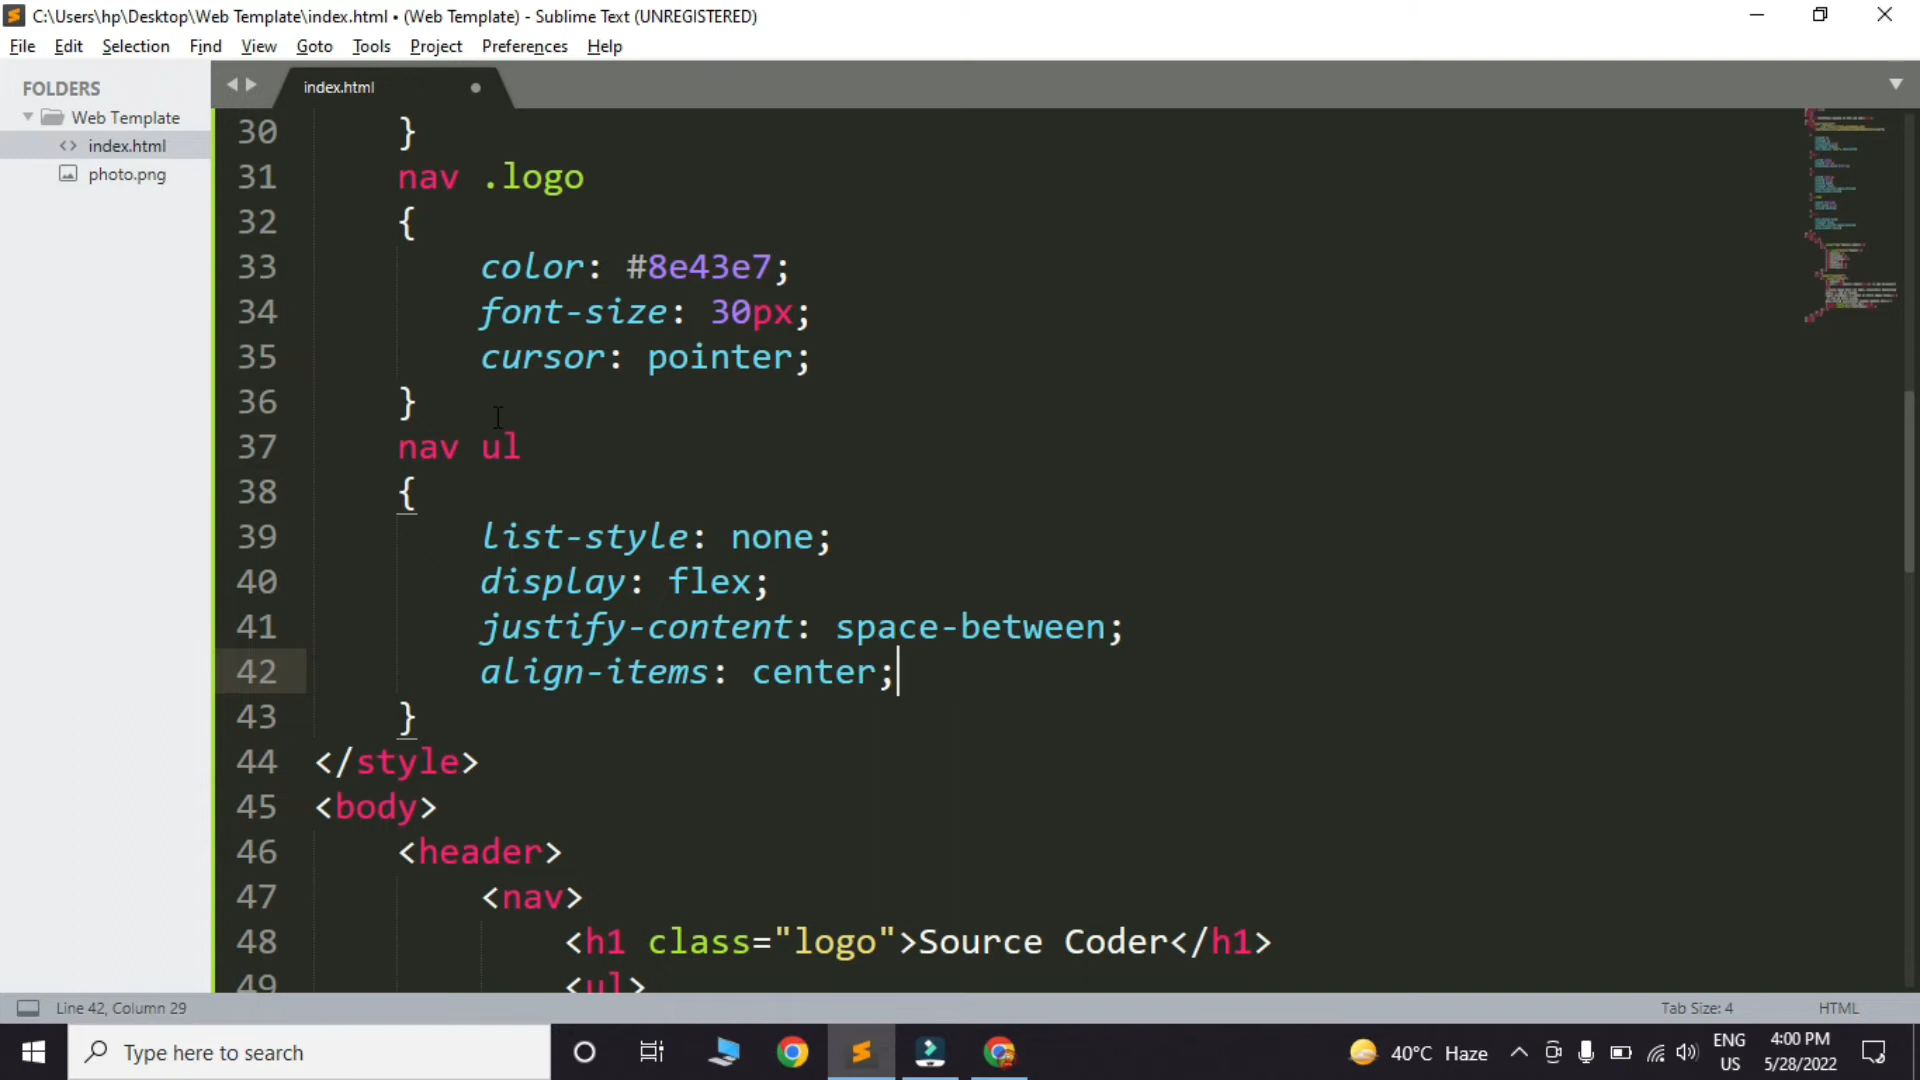 C:\Users\hp\Desktop\Web Template\index.html • (Web Template) - Sublime Text (UNREGISTERED)
File Edit Selection Find View Goto Tools Project Preferences Help
FOLDERS
Web Template
index.html
photo.png
index.html
30 }
31 nav .logo
32 {
33 color: #8e43e7;
34 font-size: 30px;
35 cursor: pointer;
36 }
37 nav ul
38 {
39 list-style: none;
40 display: flex;
41 justify-content: space-between;
42 align-items: center;
43 }
44 </style>
45 <body>
46 <header>
47 <nav>
48 <h1 class="logo">Source Coder</h1>
49 <ul>
Line 42, Column 29
Tab Size: 4
HTML
Type here to search
40°C Haze
ENG
US
4:00 PM
5/28/2022